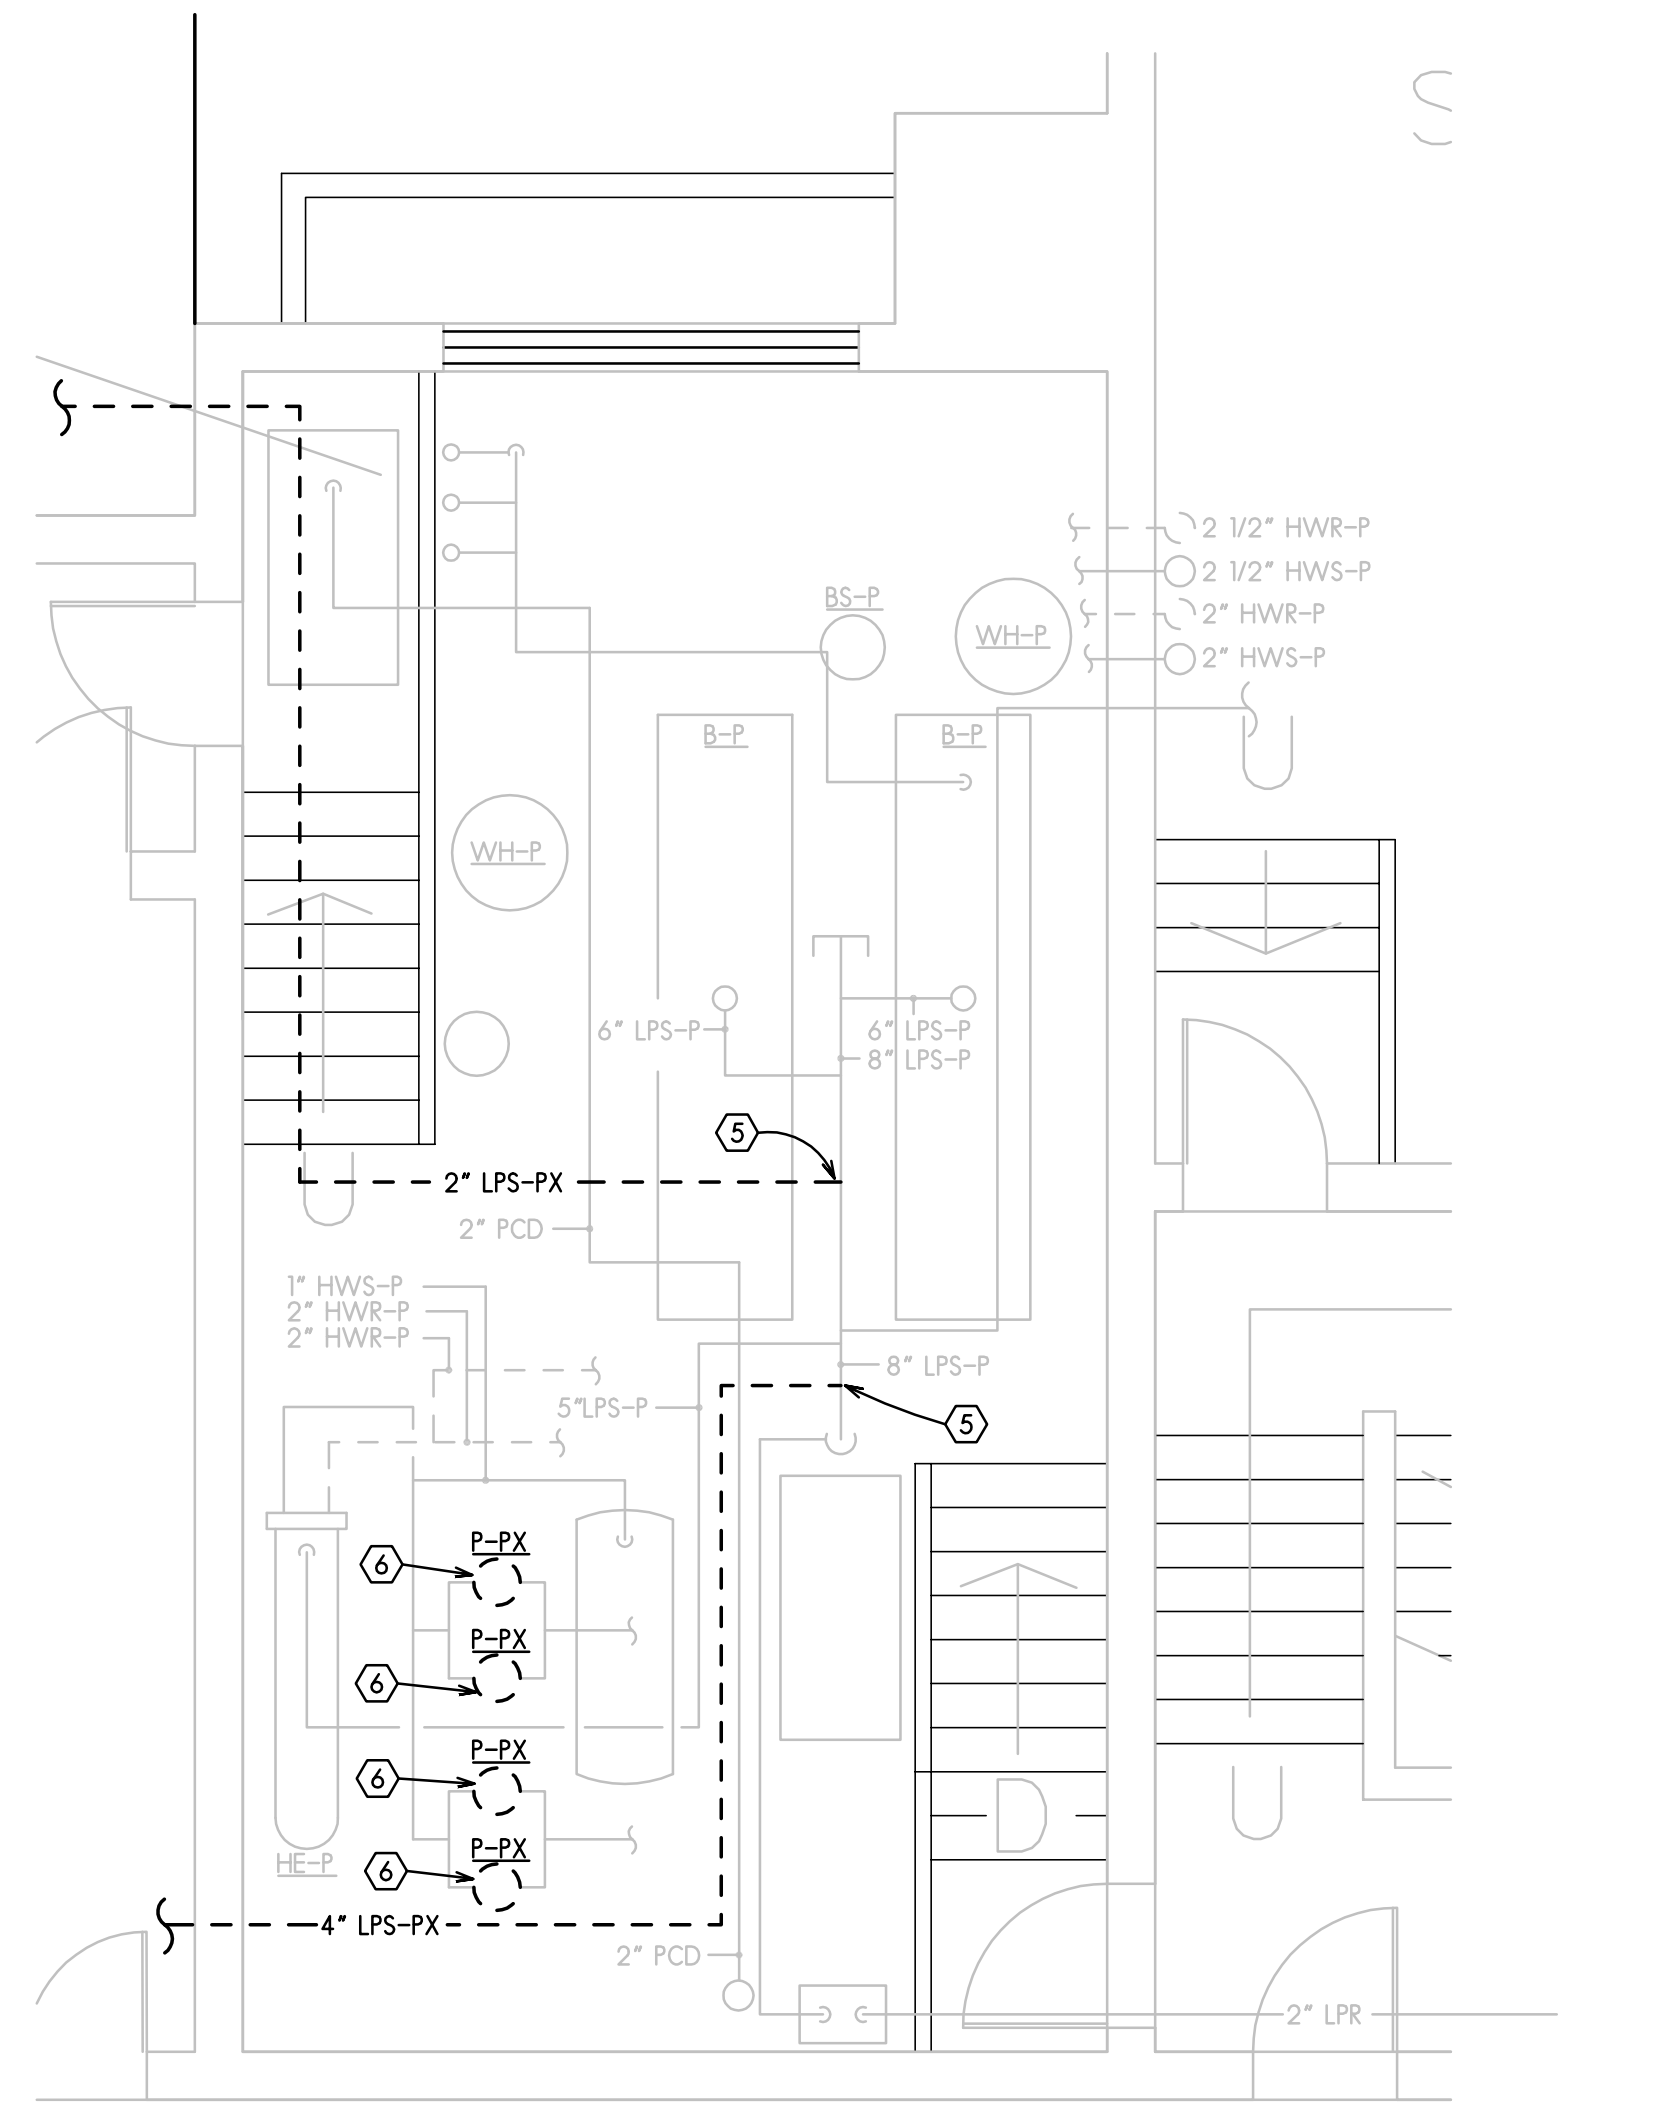 2 1/2" HWR-P
2 1/2" HWS-P
BS-P
2" HWR-P
WH-P
2" HWS-P
B-P
B-P
WH-P
6" LPS-P
6" LPS-P
8" LPS-P
5
2" LPS-PX
2" PCD
1" HWS-P
2" HWR-P
2" HWR-P
8" LPS-P
5"LPS-P
5
P-PX
6
P-PX
6
P-PX
6
P-PX
HE-P
6
4" LPS-PX
2" PCD
2" LPR